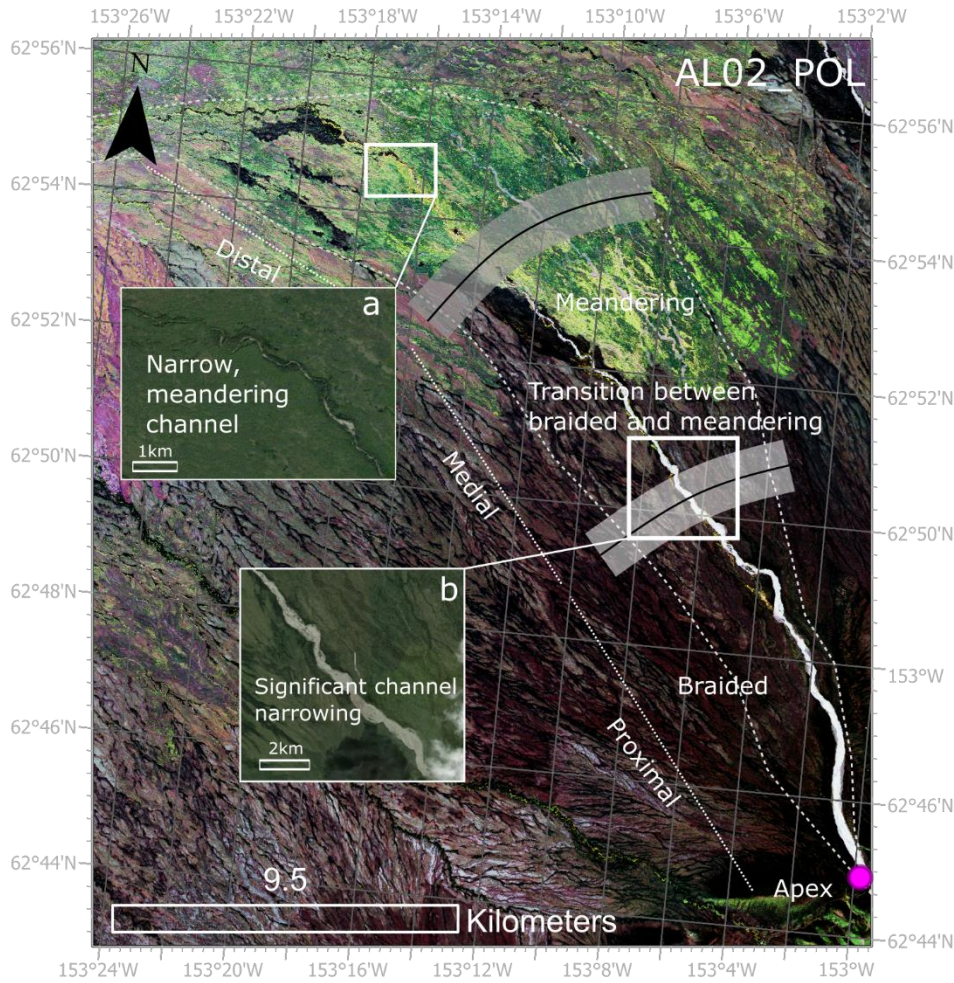 153°26'W 153°22'W 153°18'W 153°14'W 153°10'W 153°6'W 153°2'W
62°56'N
N
AL02_POL
62°56'N
62°54'N
Distal
62°54'N
a
Meandering
62°52'N
Narrow,
meandering
channel
1km
Transition between
braided and meandering
62°52'N
62°50'N
Medial
62°50'N
b
62°48'N
Significant channel
narrowing
2km
Braided
153°W
62°46'N
Proximal
62°46'N
62°44'N
9.5
Kilometers
Apex
62°44'N
153°24'W 153°20'W 153°16'W 153°12'W 153°8'W 153°4'W 153°W